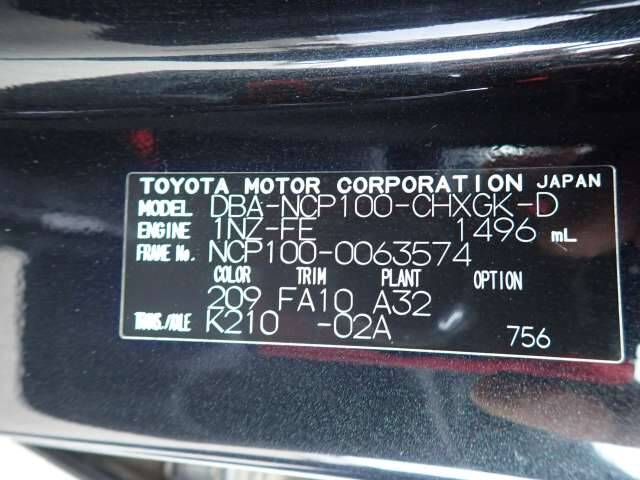 TOYOTA MOTOR CORPORATION JAPAN
MODEL DBA-NCP100-CHXGK-D
ENGINE 1NZ-FE 1496 mL
FRAME No. NCP100-0063574
COLOR TRIM PLANT OPTION
209 FA10 A32
TRANS./AXLE K210 -02A 756